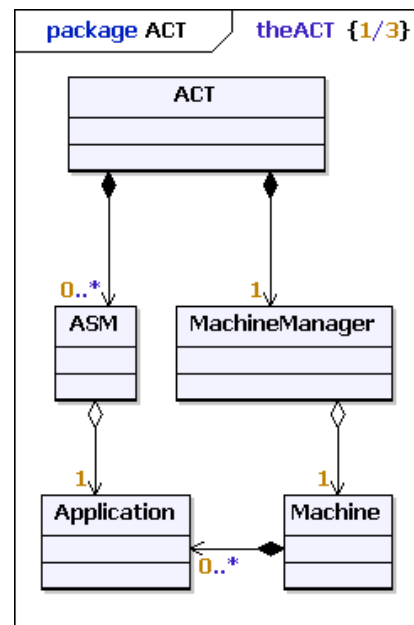 package ACT theACT {1/3}
ACT
0..* 1
ASM MachineManager
1 1
Application Machine
0..*